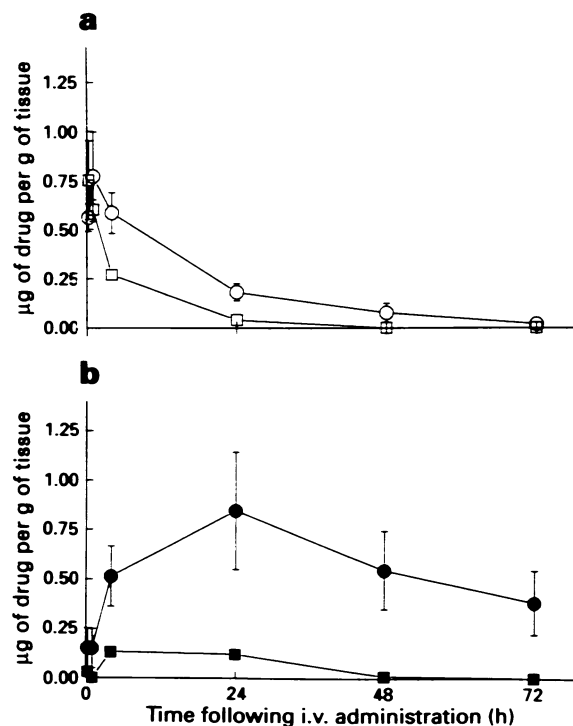 a
µg of drug per g of tissue
1.25
1.00
0.75
0.50
0.25
0.00
b
µg of drug per g of tissue
1.25
1.00
0.75
0.50
0.25
0.00
0 24 48 72
Time following i.v. administration (h)